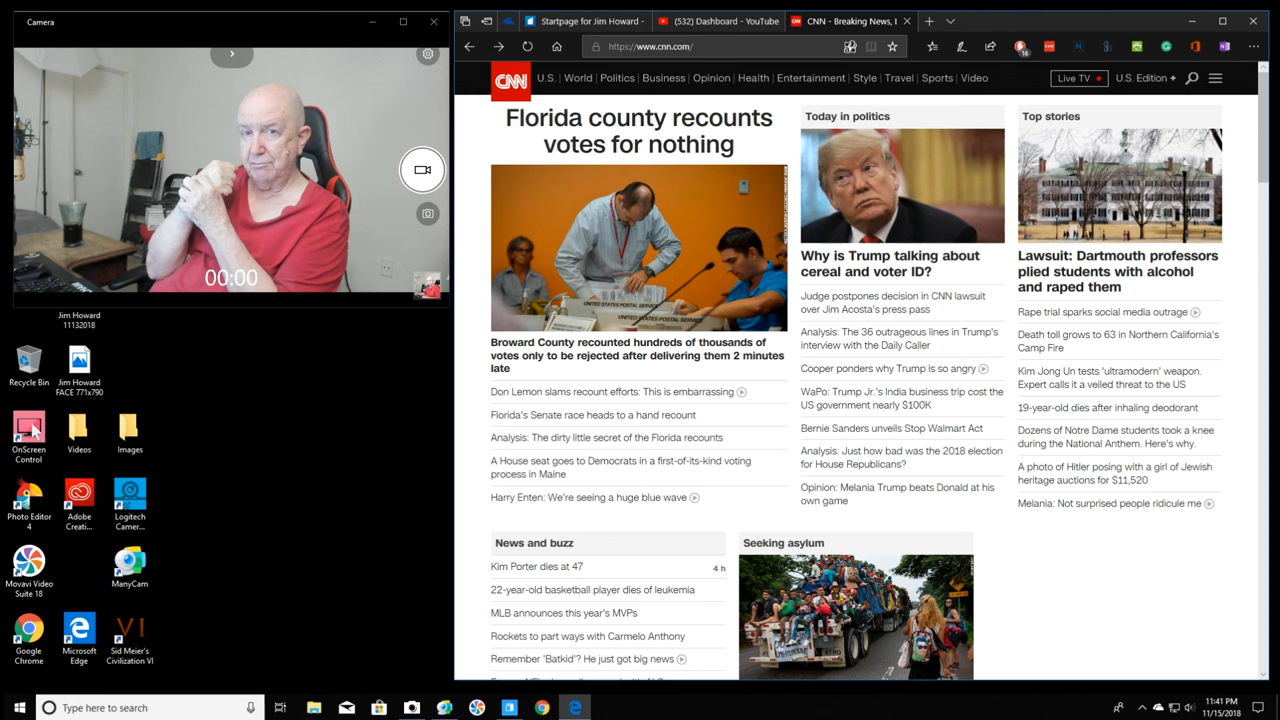 Camera
00:00
Jim Howard
11132018
Recycle Bin
Jim Howard
FACE 771x790
OnScreen
Control
Videos
Images
Photo Editor
4
Adobe
Creati...
Logitech
Camer...
Movavi Video
Suite 18
ManyCam
Google
Chrome
Microsoft
Edge
VI
Sid Meier's
Civilization VI
Startpage for Jim Howard -
(532) Dashboard - YouTube
CNN - Breaking News, I
https://www.cnn.com/
16
CNN
U.S.
World
Politics
Business
Opinion
Health
Entertainment
Style
Travel
Sports
Video
Live TV
U.S. Edition +
Florida county recounts
votes for nothing
UNITED STATES POSTAL SERVICE
UNITED STATES POSTAL SERVICE
Broward County recounted hundreds of thousands of
votes only to be rejected after delivering them 2 minutes
late
Don Lemon slams recount efforts: This is embarrassing
Florida's Senate race heads to a hand recount
Analysis: The dirty little secret of the Florida recounts
A House seat goes to Democrats in a first-of-its-kind voting
process in Maine
Harry Enten: We're seeing a huge blue wave
Today in politics
Why is Trump talking about
cereal and voter ID?
Judge postpones decision in CNN lawsuit
over Jim Acosta's press pass
Analysis: The 36 outrageous lines in Trump's
interview with the Daily Caller
Cooper ponders why Trump is so angry
WaPo: Trump Jr.'s India business trip cost the
US government nearly $100K
Bernie Sanders unveils Stop Walmart Act
Analysis: Just how bad was the 2018 election
for House Republicans?
Opinion: Melania Trump beats Donald at his
own game
Top stories
Lawsuit: Dartmouth professors
plied students with alcohol
and raped them
Rape trial sparks social media outrage
Death toll grows to 63 in Northern California's
Camp Fire
Kim Jong Un tests 'ultramodern' weapon.
Expert calls it a veiled threat to the US
19-year-old dies after inhaling deodorant
Dozens of Notre Dame students took a knee
during the National Anthem. Here's why.
A photo of Hitler posing with a girl of Jewish
heritage auctions for $11,520
Melania: Not surprised people ridicule me
News and buzz
Kim Porter dies at 47
4 h
22-year-old basketball player dies of leukemia
MLB announces this year's MVPs
Rockets to part ways with Carmelo Anthony
Remember 'Batkid'? He just got big news
Seeking asylum
Type here to search
11:41 PM
11/15/2018